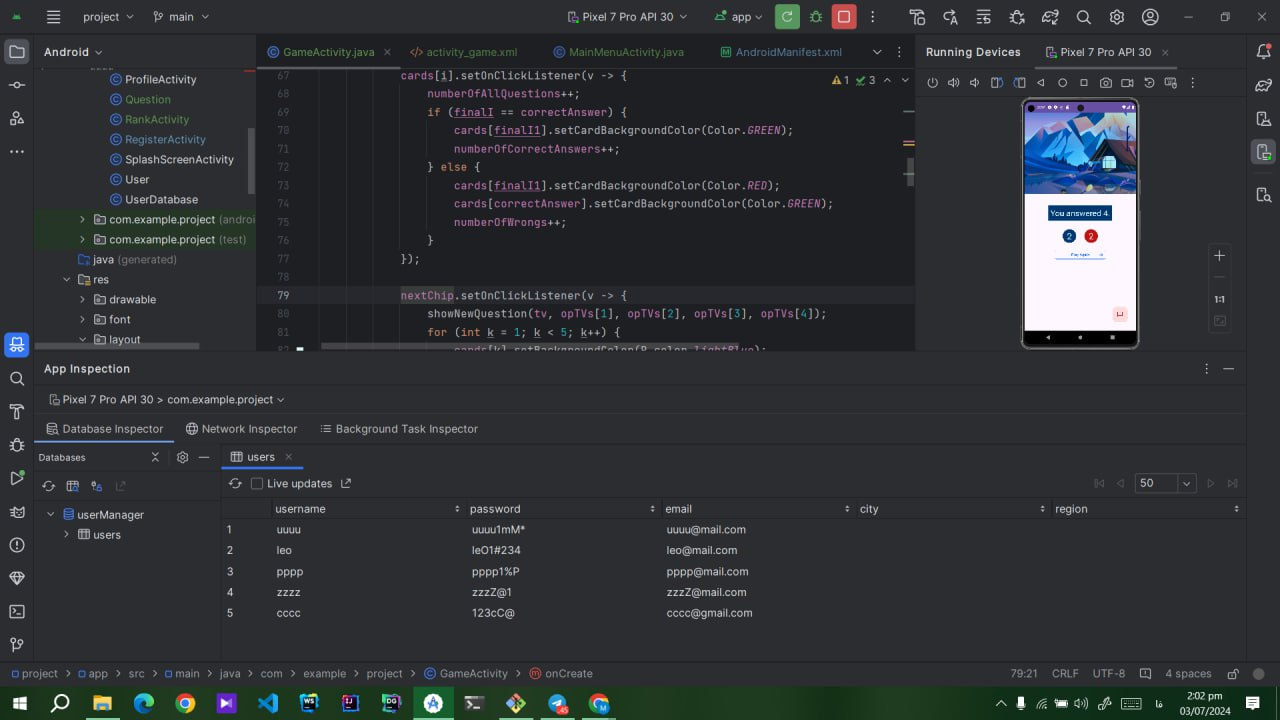 project
main
Pixel 7 Pro API 30
app
Android
GameActivity.java
activity_game.xml
MainMenuActivity.java
AndroidManifest.xml
Running Devices
Pixel 7 Pro API 30
ProfileActivity
Question
RankActivity
RegisterActivity
SplashScreenActivity
User
UserDatabase
com.example.project (androi
com.example.project (test)
java (generated)
res
drawable
font
layout
1 3
67 cards[i].setOnClickListener(v -> {
68 numberOfAllQuestions++;
69 if (finalI == correctAnswer) {
70 cards[finalI1].setCardBackgroundColor(Color.GREEN);
71 numberOfCorrectAnswers++;
72 } else {
73 cards[finalI1].setCardBackgroundColor(Color.RED);
74 cards[correctAnswer].setCardBackgroundColor(Color.GREEN);
75 numberOfWrongs++;
76 }
77 });
78
79 nextChip.setOnClickListener(v -> {
80 showNewQuestion(tv, opTVs[1], opTVs[2], opTVs[3], opTVs[4]);
81 for (int k = 1; k < 5; k++) {
82 cards[k].setBackgroundColor(R.color.lightBlue);
You answered 4.
2 2
Play Again
1:1
App Inspection
Pixel 7 Pro API 30 > com.example.project
Database Inspector
Network Inspector
Background Task Inspector
Databases
users
Live updates
50
userManager
users
username password email city region
1 uuuu uuuu1mM* uuuu@mail.com
2 leo leO1#234 leo@mail.com
3 pppp pppp1%P pppp@mail.com
4 zzzz zzzZ@1 zzzZ@mail.com
5 cccc 123cC@ cccc@gmail.com
project > app > src > main > java > com > example > project > GameActivity > onCreate
79:21 CRLF UTF-8 4 spaces
2:02 pm
03/07/2024